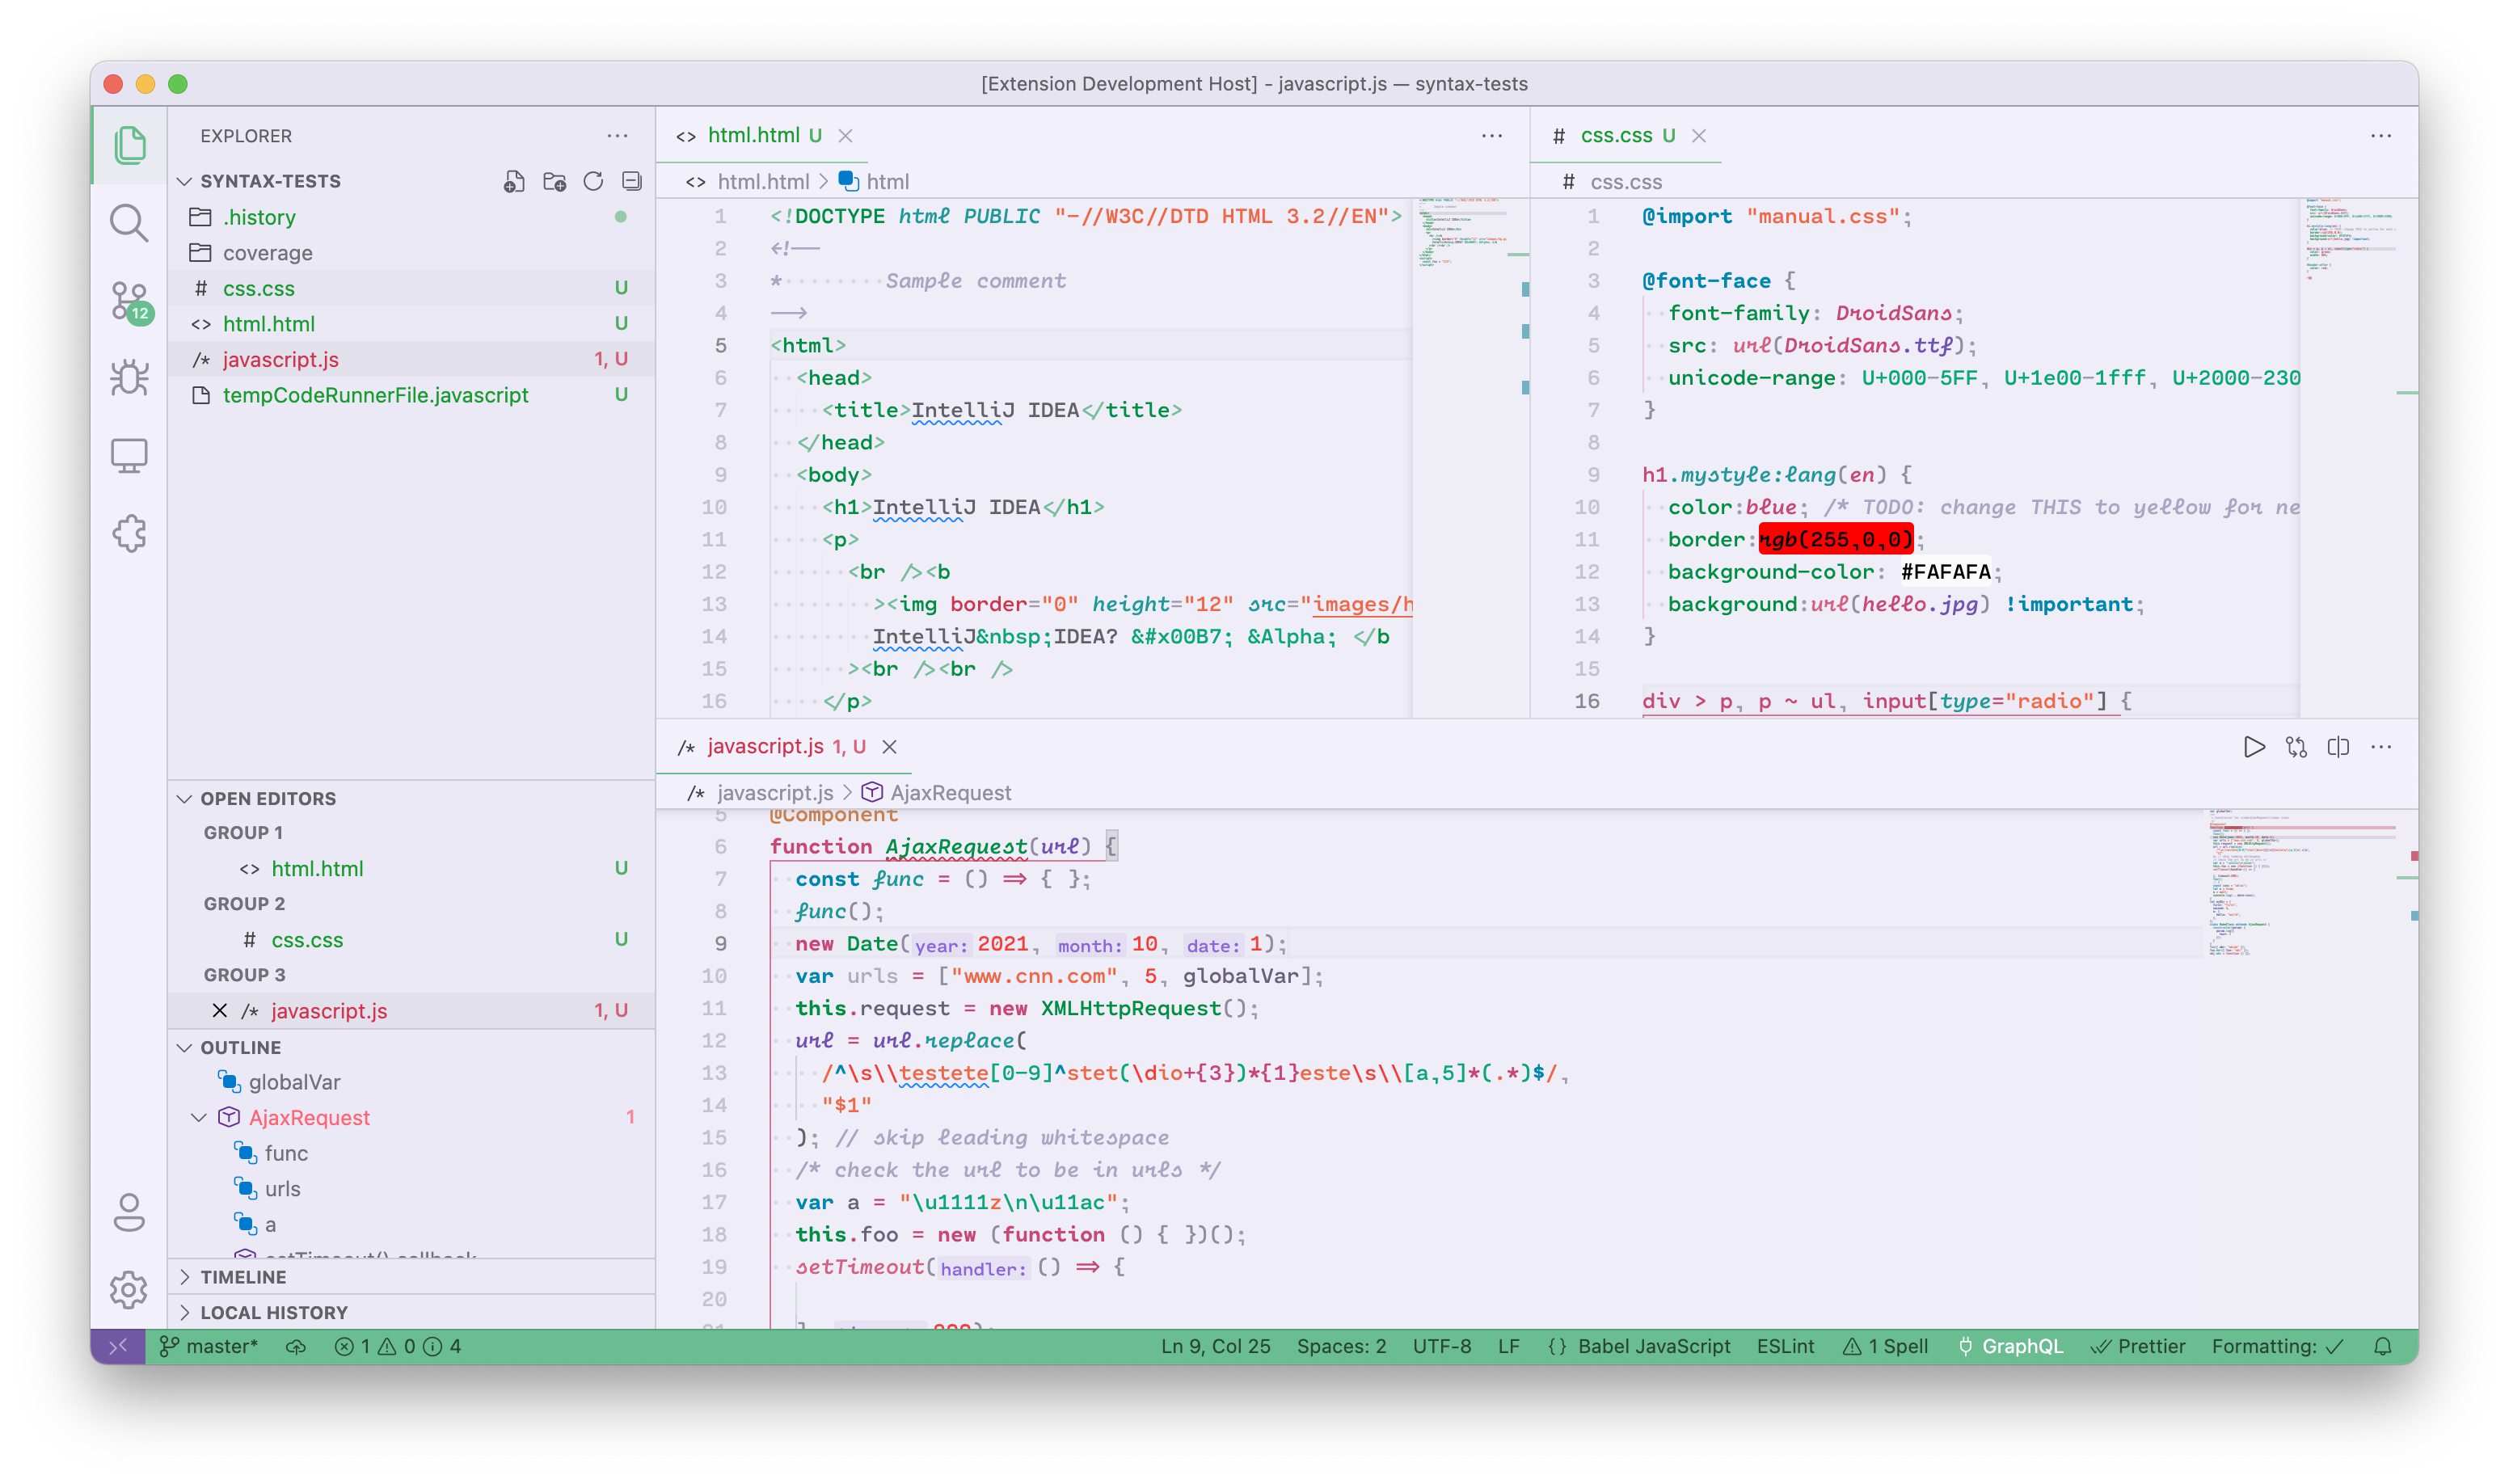 [Extension Development Host] - javascript.js — syntax-tests
EXPLORER
SYNTAX-TESTS
.history
coverage
# css.css U
<> html.html U
/* javascript.js 1, U
tempCodeRunnerFile.javascript U
12
OPEN EDITORS
GROUP 1
<> html.html U
GROUP 2
# css.css U
GROUP 3
/* javascript.js 1, U
OUTLINE
globalVar
AjaxRequest 1
func
urls
a
setTimeout() callback
TIMELINE
LOCAL HISTORY
<> html.html U
<> html.html > html
1 <!DOCTYPE html PUBLIC "-//W3C//DTD HTML 3.2//EN">
2 <!--
3 * Sample comment
4 -->
5 <html>
6 <head>
7 <title>IntelliJ IDEA</title>
8 </head>
9 <body>
10 <h1>IntelliJ IDEA</h1>
11 <p>
12 <br /><b
13 ><img border="0" height="12" src="images/h
14 IntelliJ&nbsp;IDEA? &#x00B7; &Alpha; </b
15 ><br /><br />
16 </p>
# css.css U
# css.css
1 @import "manual.css";
2
3 @font-face {
4 font-family: DroidSans;
5 src: url(DroidSans.ttf);
6 unicode-range: U+000-5FF, U+1e00-1fff, U+2000-230
7 }
8
9 h1.mystyle:lang(en) {
10 color:blue; /* TODO: change THIS to yellow for ne
11 border:rgb(255,0,0);
12 background-color: #FAFAFA;
13 background:url(hello.jpg) !important;
14 }
15
16 div > p, p ~ ul, input[type="radio"] {
/* javascript.js 1, U
/* javascript.js > AjaxRequest
5 @Component
6 function AjaxRequest(url) {
7 const func = () => { };
8 func();
9 new Date(year: 2021, month: 10, date: 1);
10 var urls = ["www.cnn.com", 5, globalVar];
11 this.request = new XMLHttpRequest();
12 url = url.replace(
13 /^\s\\testete[0-9]^stet(\dio+{3})*{1}este\s\\[a,5]*(.*)$/,
14 "$1"
15 ); // skip leading whitespace
16 /* check the url to be in urls */
17 var a = "\u1111z\n\u11ac";
18 this.foo = new (function () { })();
19 setTimeout(handler: () => {
20
master* 1 0 4
Ln 9, Col 25 Spaces: 2 UTF-8 LF {} Babel JavaScript ESLint 1 Spell GraphQL Prettier Formatting: ✓